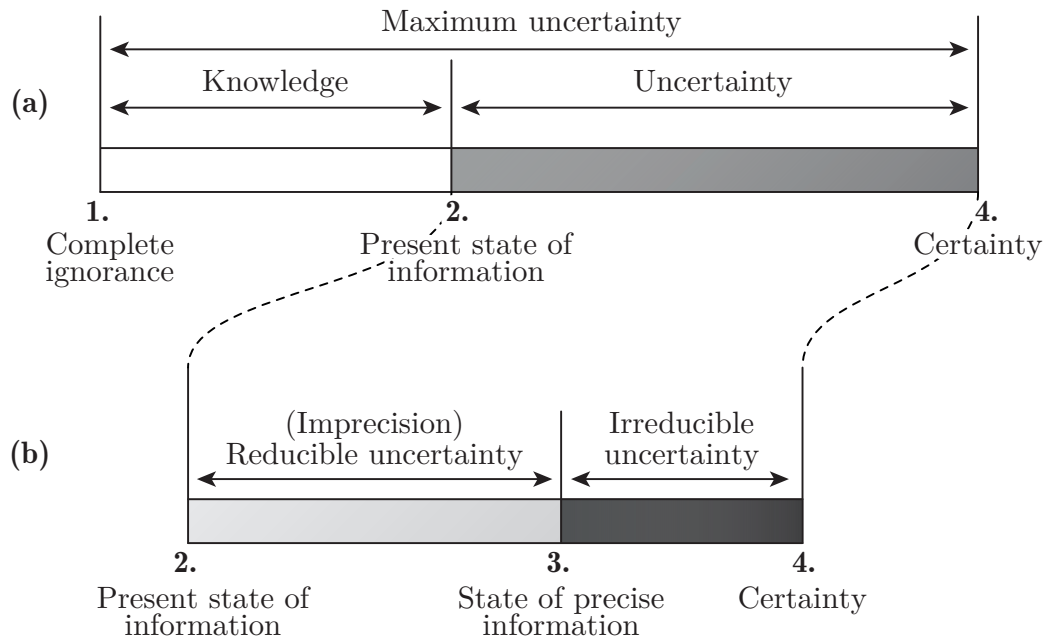 Maximum uncertainty
Knowledge
Uncertainty
(a)
1.
2.
4.
Complete
ignorance
Present state of
information
Certainty
(Imprecision)
Reducible uncertainty
Irreducible
uncertainty
(b)
2.
3.
4.
Present state of
information
State of precise
information
Certainty